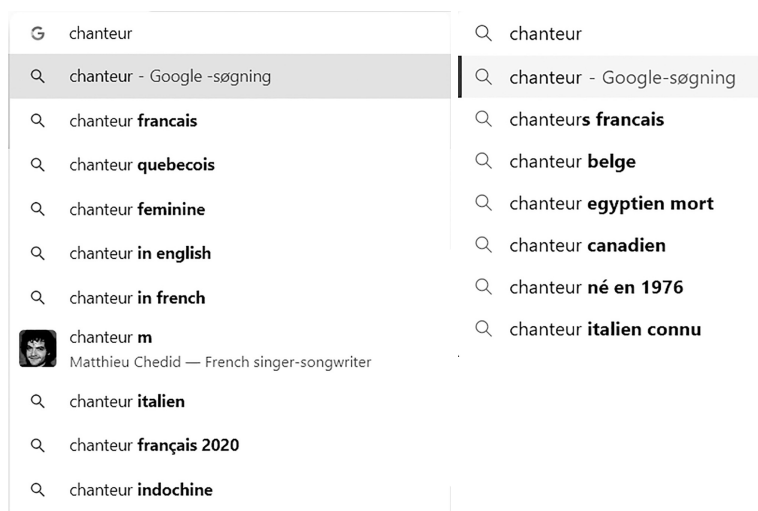 chanteur
chanteur - Google -søgning
chanteur francais
chanteur quebecois
chanteur feminine
chanteur in english
chanteur in french
chanteur m
Matthieu Chedid — French singer-songwriter
chanteur italien
chanteur français 2020
chanteur indochine
chanteur
chanteur - Google-søgning
chanteurs francais
chanteur belge
chanteur egyptien mort
chanteur canadien
chanteur né en 1976
chanteur italien connu